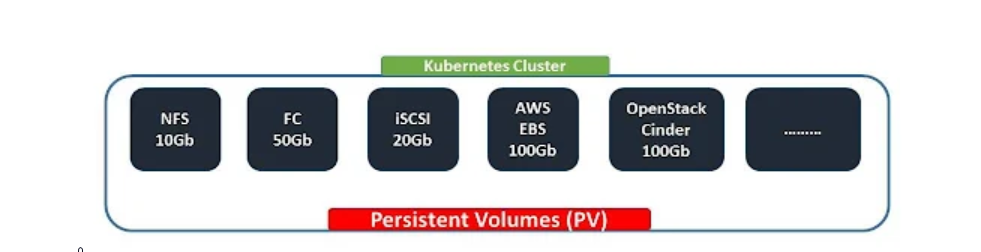 Kubernetes Cluster
NFS
10Gb
FC
50Gb
iSCSI
20Gb
AWS
EBS
100Gb
OpenStack
Cinder
100Gb
.........
Persistent Volumes (PV)